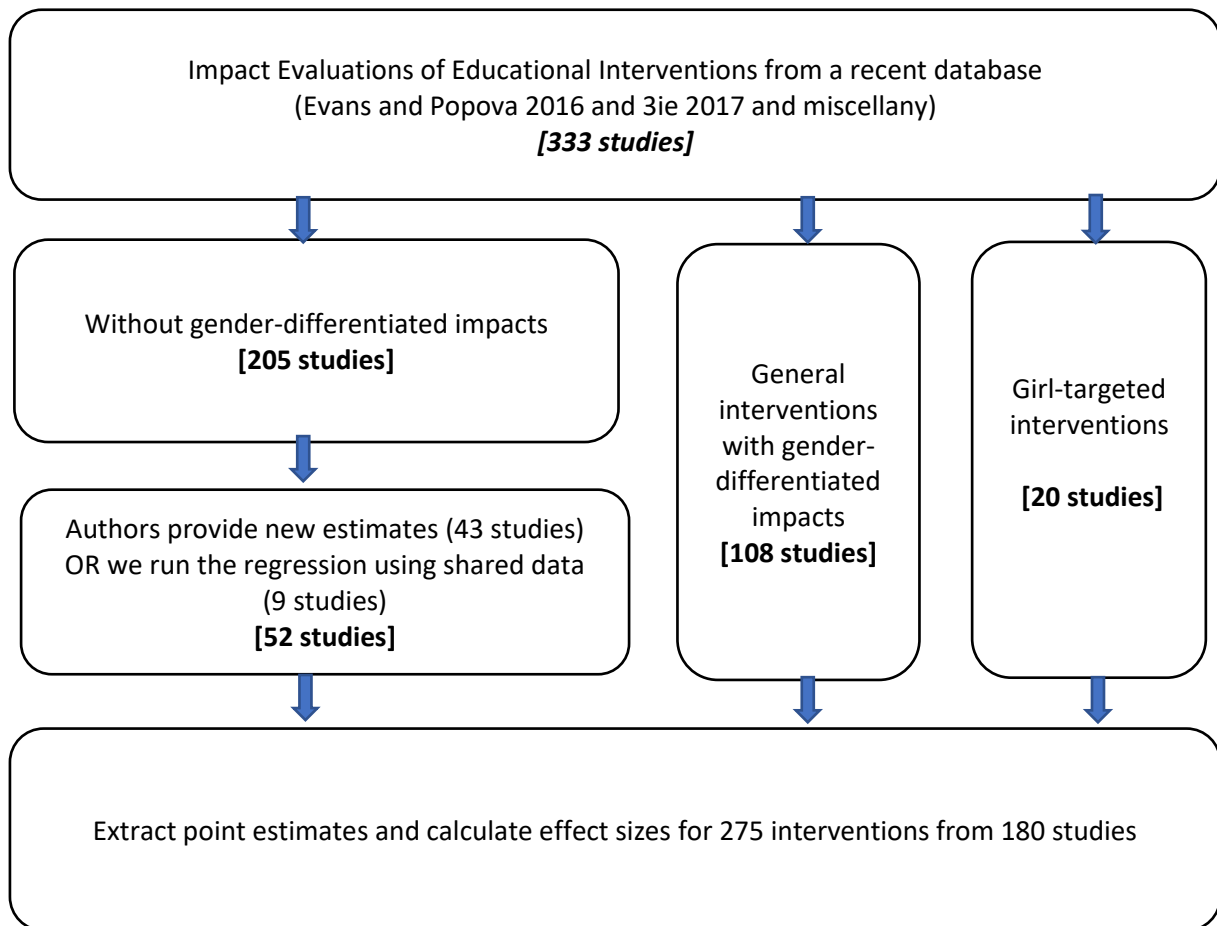 Impact Evaluations of Educational Interventions from a recent database
(Evans and Popova 2016 and 3ie 2017 and miscellany)
[333 studies]
Without gender-differentiated impacts
[205 studies]
Authors provide new estimates (43 studies)
OR we run the regression using shared data
(9 studies)
[52 studies]
General
interventions
with gender-
differentiated
impacts
[108 studies]
Girl-targeted
interventions
[20 studies]
Extract point estimates and calculate effect sizes for 275 interventions from 180 studies